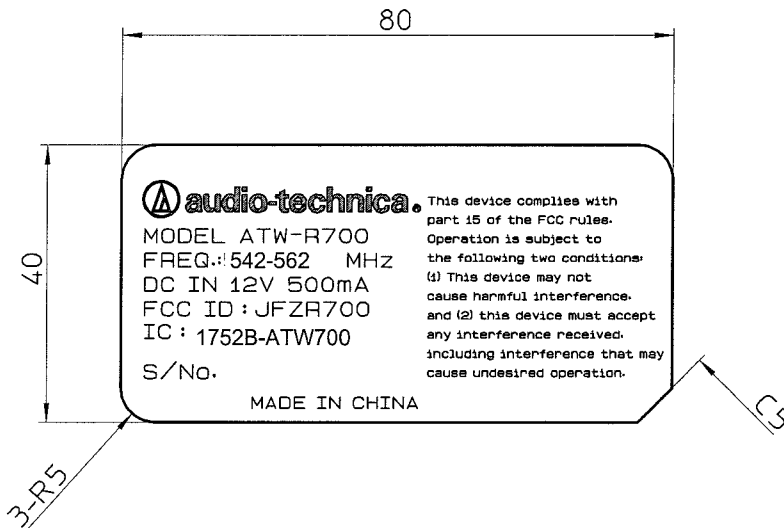 80
40
audio-technica.
MODEL ATW-R700
FREQ.: 542-562 MHz
DC IN 12V 500mA
FCC ID : JFZR700
IC : 1752B-ATW700
S/No.
MADE IN CHINA
This device complies with
part 15 of the FCC rules.
Operation is subject to
the following two conditions:
(1) This device may not
cause harmful interference.
and (2) this device must accept
any interference received.
including interference that may
cause undesired operation.
3-R5
C5